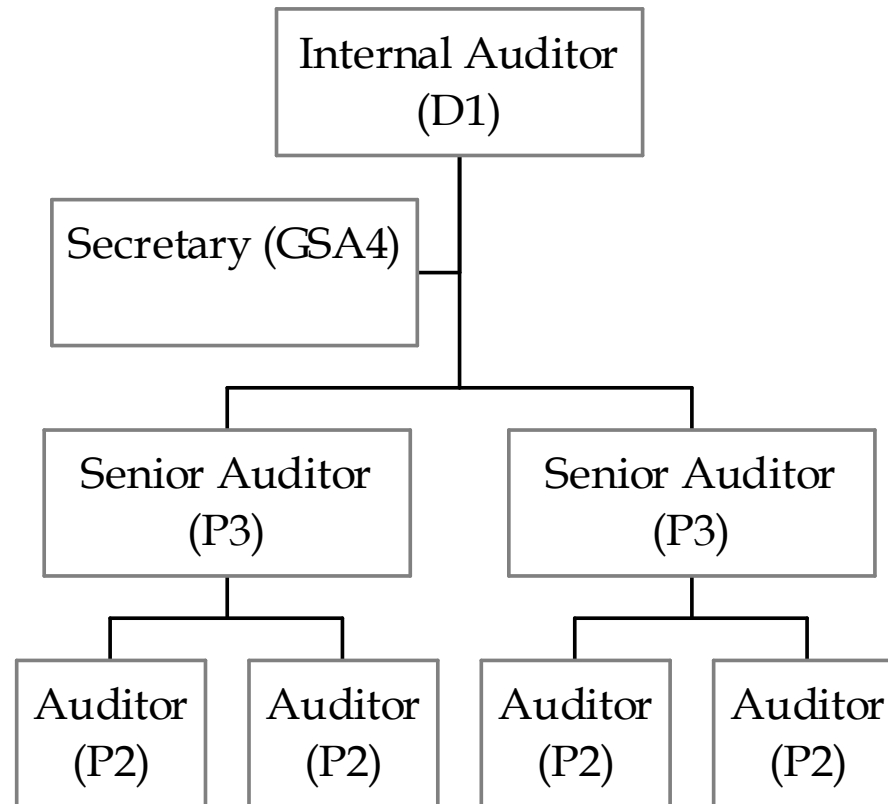 Internal Auditor
(D1)
Secretary (GSA4)
Senior Auditor
(P3)
Senior Auditor
(P3)
Auditor
(P2)
Auditor
(P2)
Auditor
(P2)
Auditor
(P2)